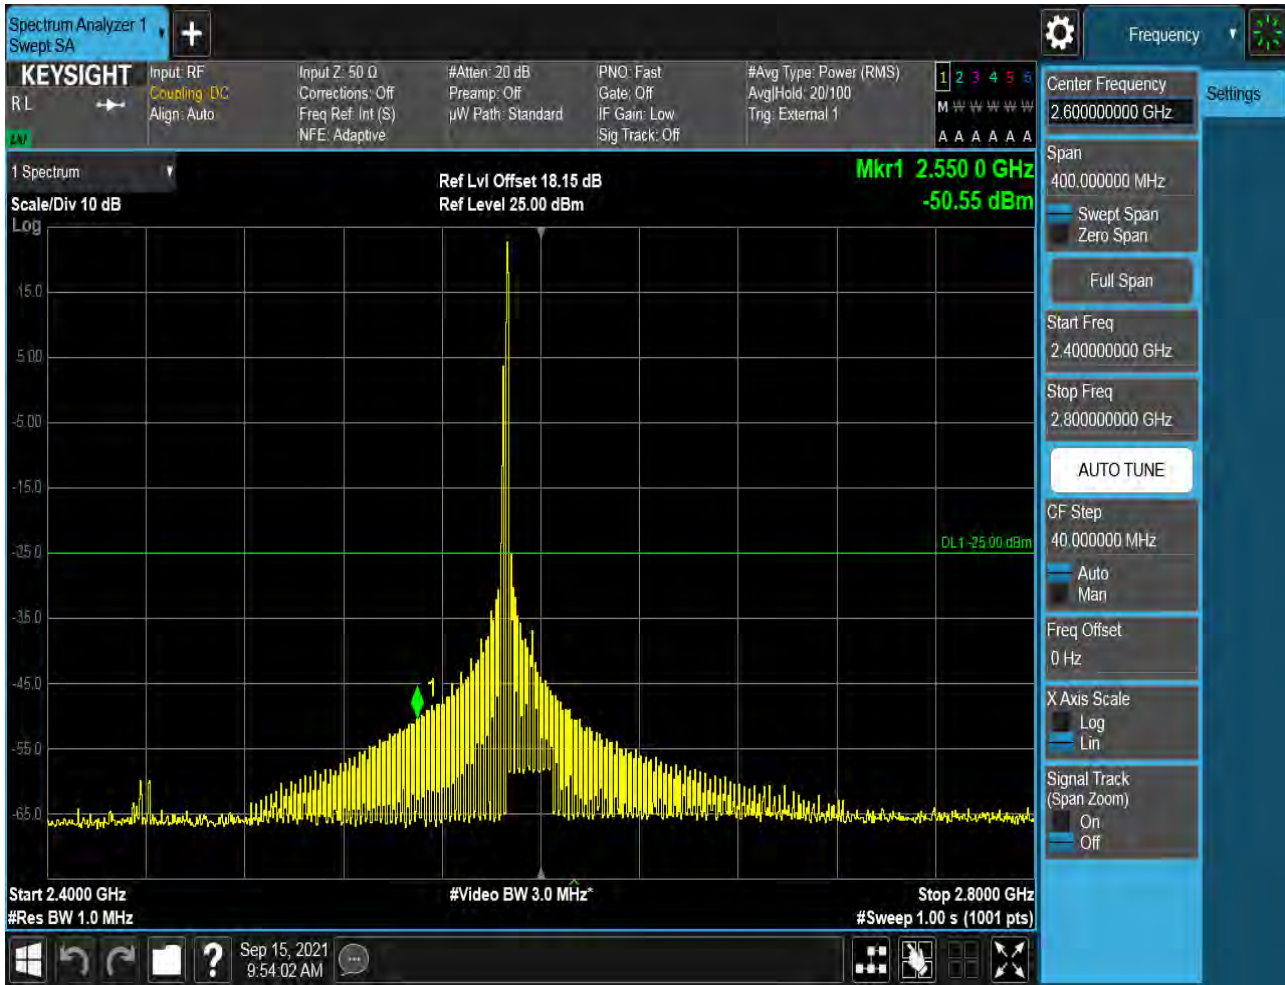 Spectrum Analyzer 1
Swept SA
+
Frequency
KEYSIGHT
R L
Input: RF
Coupling: DC
Align: Auto
Input Z: 50 Ω
Corrections: Off
Freq Ref: Int (S)
NFE: Adaptive
#Atten: 20 dB
Preamp: Off
µW Path: Standard
PNO: Fast
Gate: Off
IF Gain: Low
Sig Track: Off
#Avg Type: Power (RMS)
Avg|Hold: 20/100
Trig: External 1
1 2 3 4 5 6
M W W W W W
A A A A A A
1 Spectrum
Scale/Div 10 dB
Log
Ref Lvl Offset 18.15 dB
Ref Level 25.00 dBm
Mkr1 2.550 0 GHz
-50.55 dBm
15.0
5.00
-5.00
-15.0
-25.0
-35.0
-45.0
-55.0
-65.0
DL1 -25.00 dBm
1
Start 2.4000 GHz
#Res BW 1.0 MHz
#Video BW 3.0 MHz*
Stop 2.8000 GHz
#Sweep 1.00 s (1001 pts)
Center Frequency
2.600000000 GHz
Settings
Span
400.000000 MHz
Swept Span
Zero Span
Full Span
Start Freq
2.400000000 GHz
Stop Freq
2.800000000 GHz
AUTO TUNE
CF Step
40.000000 MHz
Auto
Man
Freq Offset
0 Hz
X Axis Scale
Log
Lin
Signal Track
(Span Zoom)
On
Off
?
Sep 15, 2021
9:54:02 AM